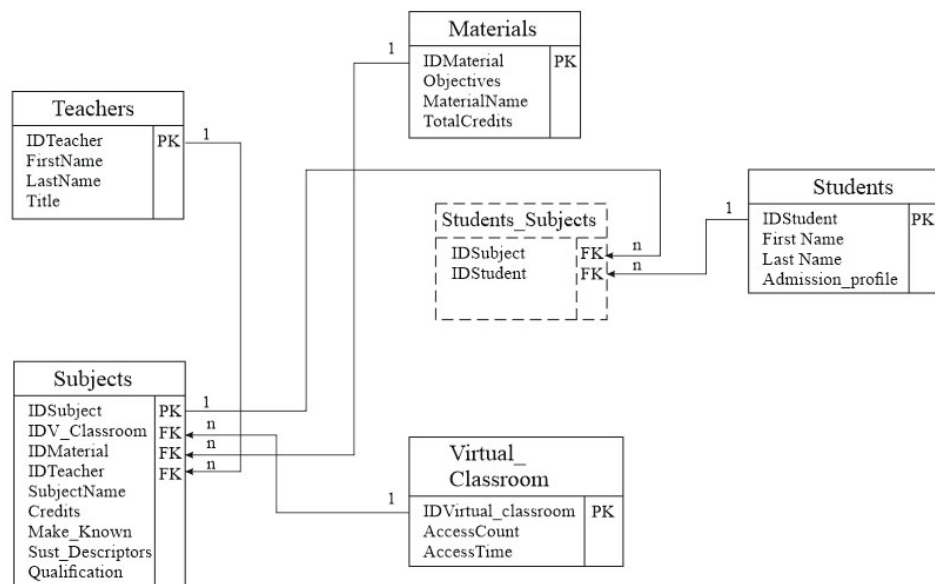 Materials
1
IDMaterial PK
Objectives
MaterialName
TotalCredits
Teachers
IDTeacher PK
1
FirstName
LastName
Title
Students
1
IDStudent PK
First Name
Last Name
Admission_profile
Students_Subjects
IDSubject FK
n
IDStudent FK
n
Subjects
IDSubject PK
1
IDV_Classroom FK
n
IDMaterial FK
n
IDTeacher FK
n
SubjectName
Credits
Make_Known
Sust_Descriptors
Qualification
Virtual_
Classroom
1
IDVirtual_classroom PK
AccessCount
AccessTime